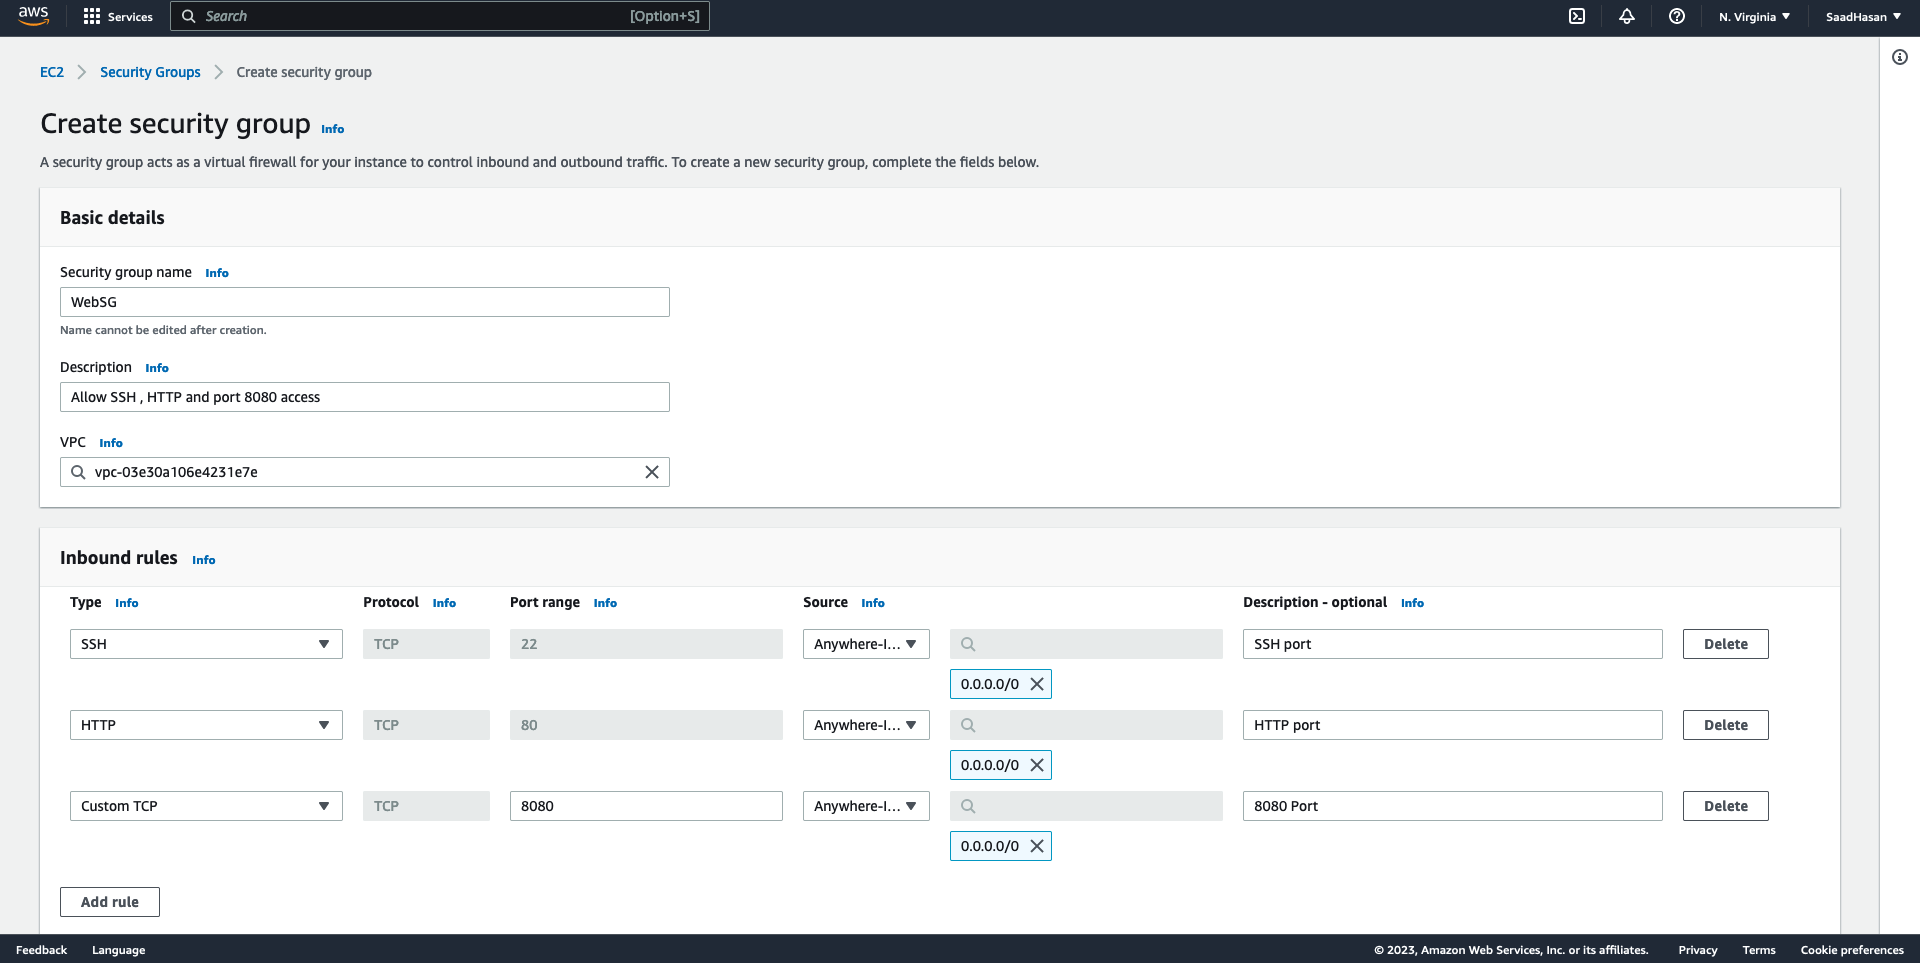 aws Services Search [Option+S] N. Virginia SaadHasan
EC2 Security Groups Create security group
Create security group Info
A security group acts as a virtual firewall for your instance to control inbound and outbound traffic. To create a new security group, complete the fields below.
Basic details
Security group name Info
WebSG
Name cannot be edited after creation.
Description Info
Allow SSH , HTTP and port 8080 access
VPC Info
vpc-03e30a106e4231e7e
Inbound rules Info
Type Info Protocol Info Port range Info Source Info Description - optional Info
SSH TCP 22 Anywhere-I... SSH port Delete
0.0.0.0/0
HTTP TCP 80 Anywhere-I... HTTP port Delete
0.0.0.0/0
Custom TCP TCP 8080 Anywhere-I... 8080 Port Delete
0.0.0.0/0
Add rule
Feedback Language © 2023, Amazon Web Services, Inc. or its affiliates. Privacy Terms Cookie preferences